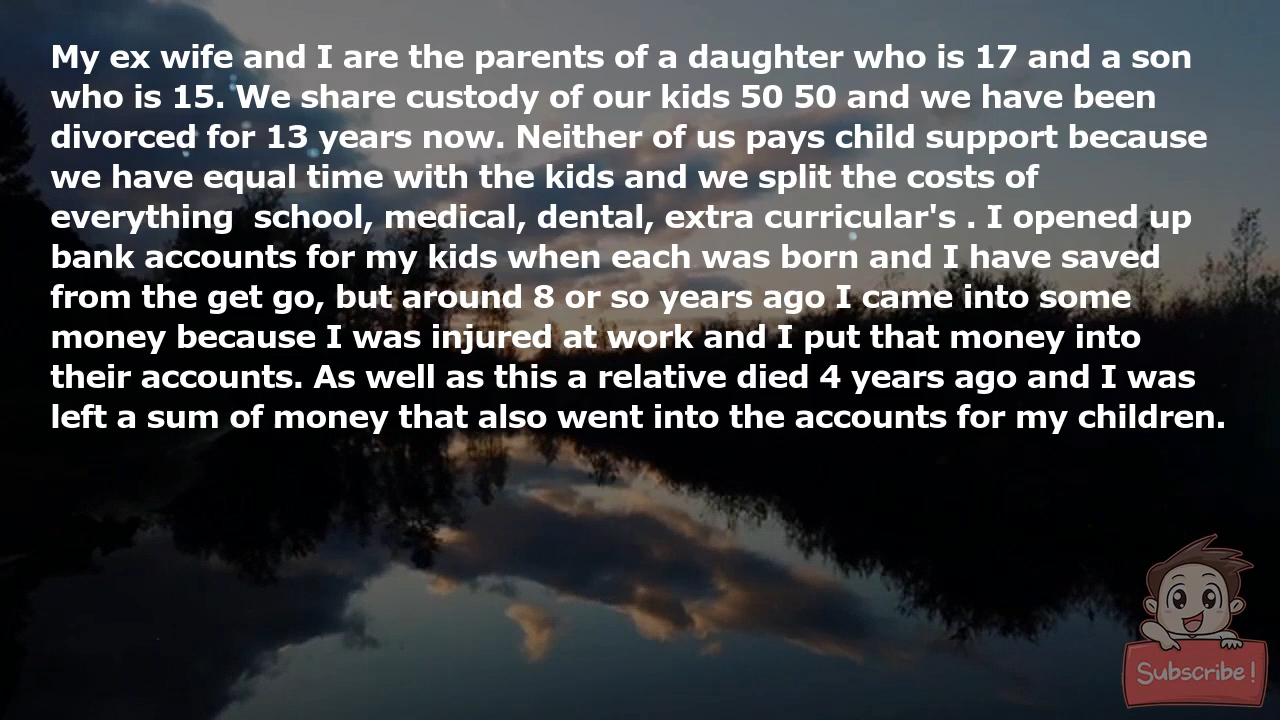 My ex wife and I are the parents of a daughter who is 17 and a son
who is 15. We share custody of our kids 50 50 and we have been
divorced for 13 years now. Neither of us pays child support because
we have equal time with the kids and we split the costs of
everything  school, medical, dental, extra curricular's . I opened up
bank accounts for my kids when each was born and I have saved
from the get go, but around 8 or so years ago I came into some
money because I was injured at work and I put that money into
their accounts. As well as this a relative died 4 years ago and I was
left a sum of money that also went into the accounts for my children.
Subscribe!